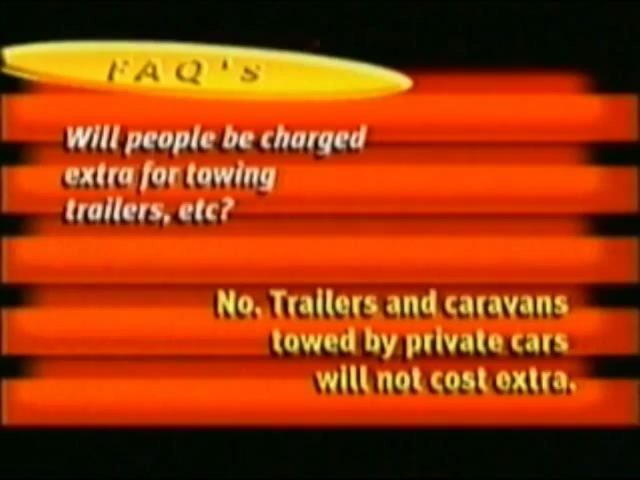 FAQ's
Will people be charged
extra for towing
trailers, etc?
No. Trailers and caravans
towed by private cars
will not cost extra.